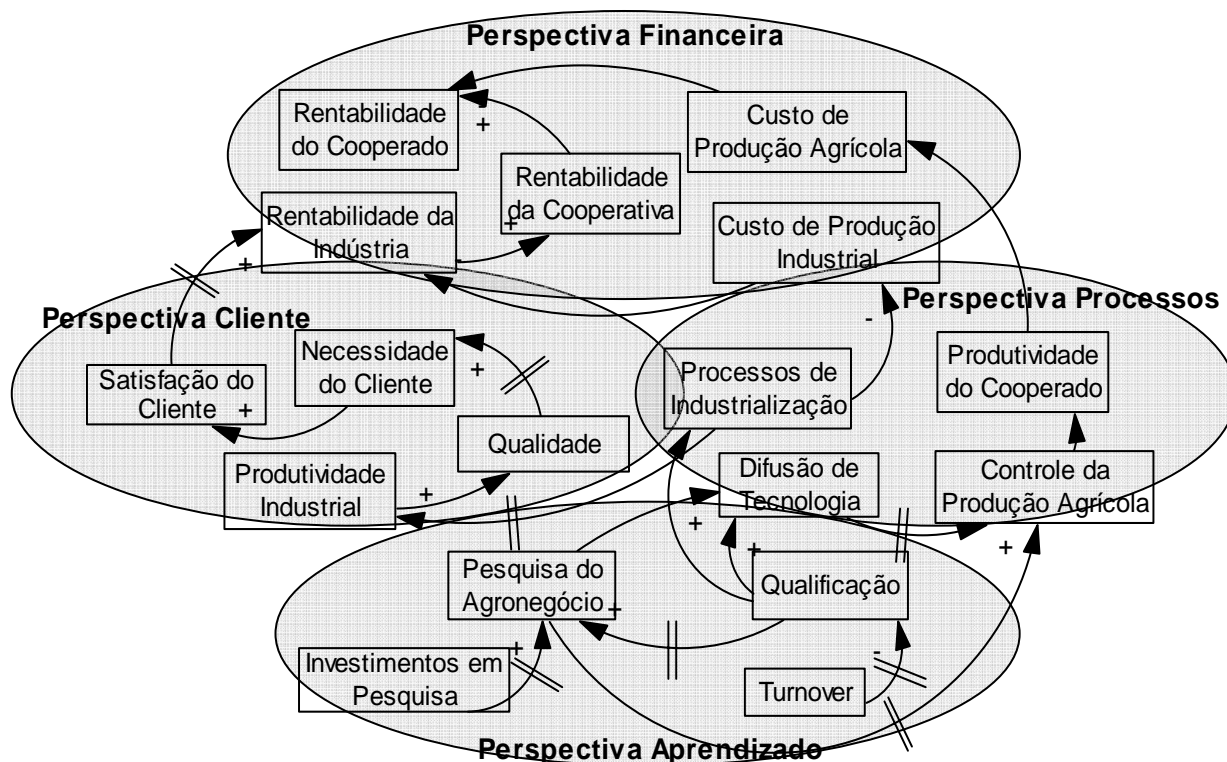 Perspectiva Financeira
Rentabilidade
do Cooperado
+
Custo de
Produção Agrícola
Rentabilidade
da Cooperativa
+
Rentabilidade da
Indústria
+
-
Custo de Produção
Industrial
Perspectiva Cliente
Perspectiva Processos
-
Necessidade
do Cliente
+
Satisfação do
Cliente
+
Processos de
Industrialização
Produtividade
do Cooperado
Qualidade
Produtividade
Industrial
+
Difusão de
Tecnologia
Controle da
Produção Agrícola
+
+
+
Pesquisa do
Agronegócio
+
Qualificação
Investimentos em
Pesquisa
+
-
Turnover
Perspectiva Aprendizado